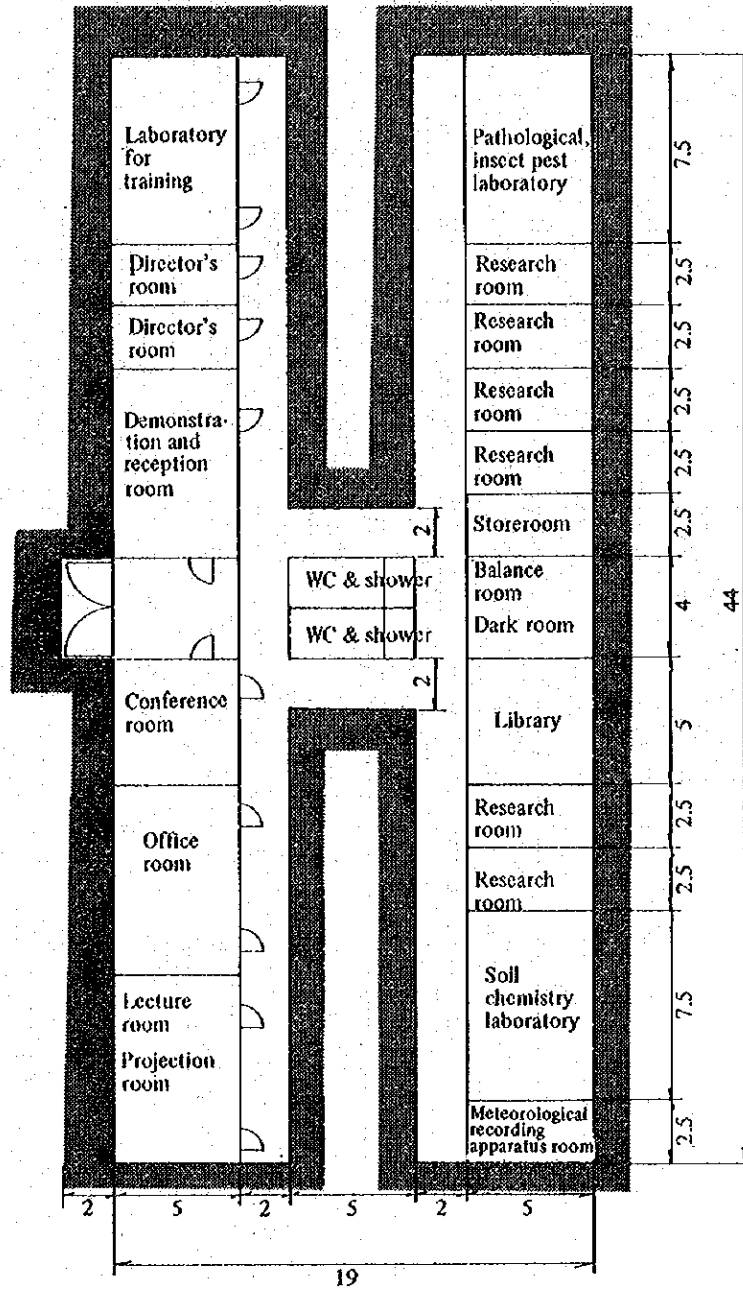 Laboratory
for
training
Director's
room
Director's
room
Demonstra-
tion and
reception
room
Conference
room
Office
room
Lecture
room
Projection
room
WC & shower
WC & shower
2
2
Pathological,
insect pest
laboratory
Research
room
Research
room
Research
room
Research
room
Storeroom
Balance
room
Dark room
Library
Research
room
Research
room
Soil
chemistry
laboratory
Meteorological
recording
apparatus room
7.5
2.5
2.5
2.5
2.5
2.5
4
5
2.5
2.5
7.5
2.5
44
2
5
2
5
2
5
19